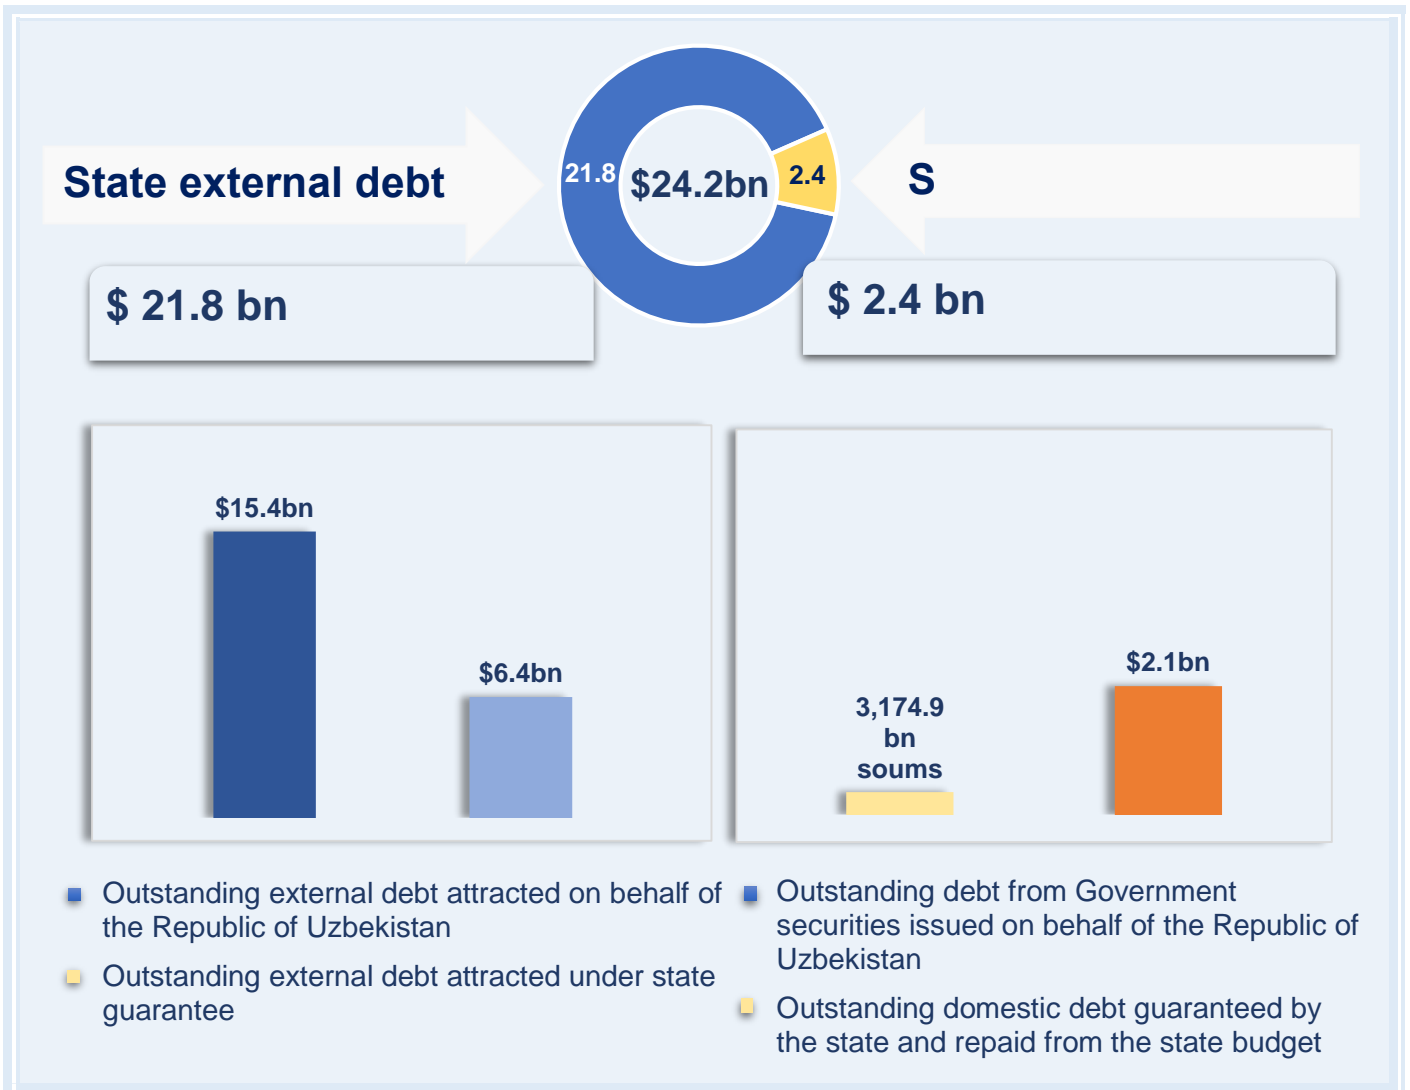 State external debt
21.8
$24.2bn
2.4
S
$ 21.8 bn
$ 2.4 bn
$15.4bn
$6.4bn
3,174.9
bn
soums
$2.1bn
Outstanding external debt attracted on behalf of
the Republic of Uzbekistan
Outstanding external debt attracted under state
guarantee
Outstanding debt from Government
securities issued on behalf of the Republic of
Uzbekistan
Outstanding domestic debt guaranteed by
the state and repaid from the state budget